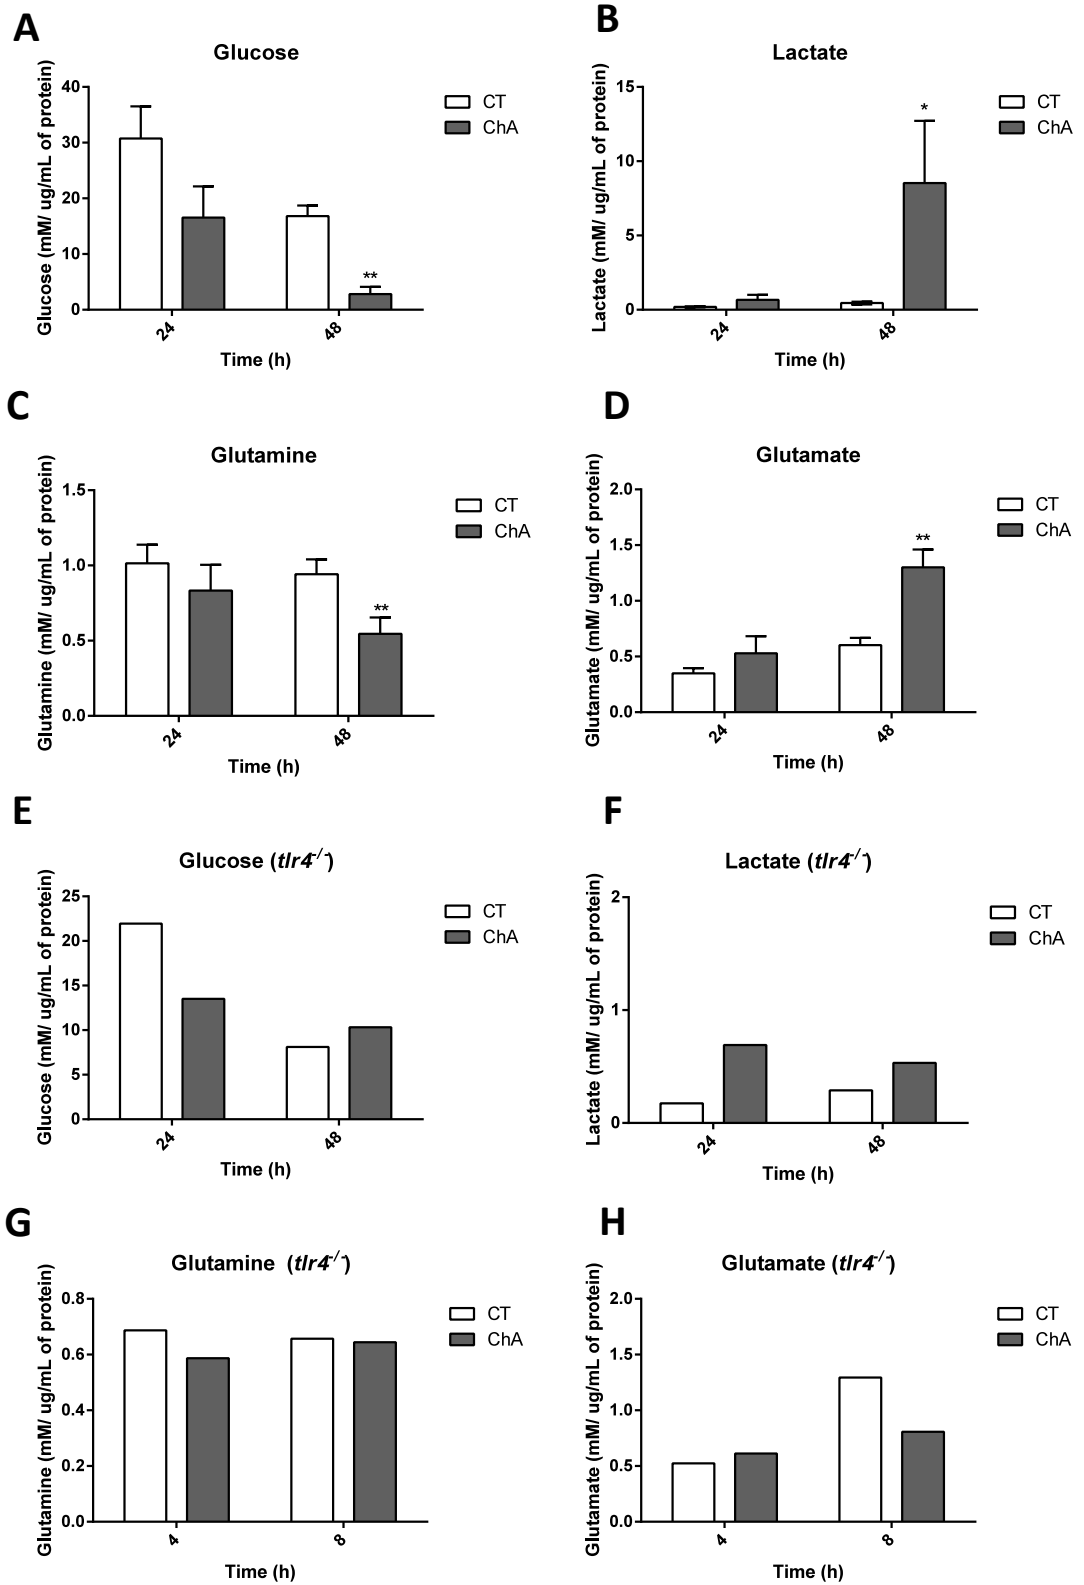 A
Glucose
Glucose (mM/ ug/mL of protein)
40
30
20
10
0
**
24
48
Time (h)
CT
ChA
B
Lactate
Lactate (mM/ ug/mL of protein)
15
10
5
0
*
24
48
Time (h)
CT
ChA
C
Glutamine
Glutamine (mM/ ug/mL of protein)
1.5
1.0
0.5
0.0
**
24
48
Time (h)
CT
ChA
D
Glutamate
Glutamate (mM/ ug/mL of protein)
2.0
1.5
1.0
0.5
0.0
**
24
48
Time (h)
CT
ChA
E
Glucose (tlr4-/-)
Glucose (mM/ ug/mL of protein)
25
20
15
10
5
0
24
48
Time (h)
CT
ChA
F
Lactate (tlr4-/-)
Lactate (mM/ ug/mL of protein)
2
1
0
24
48
Time (h)
CT
ChA
G
Glutamine (tlr4-/-)
Glutamine (mM/ ug/mL of protein)
0.8
0.6
0.4
0.2
0.0
4
8
Time (h)
CT
ChA
H
Glutamate (tlr4-/-)
Glutamate (mM/ ug/mL of protein)
2.0
1.5
1.0
0.5
0.0
4
8
Time (h)
CT
ChA